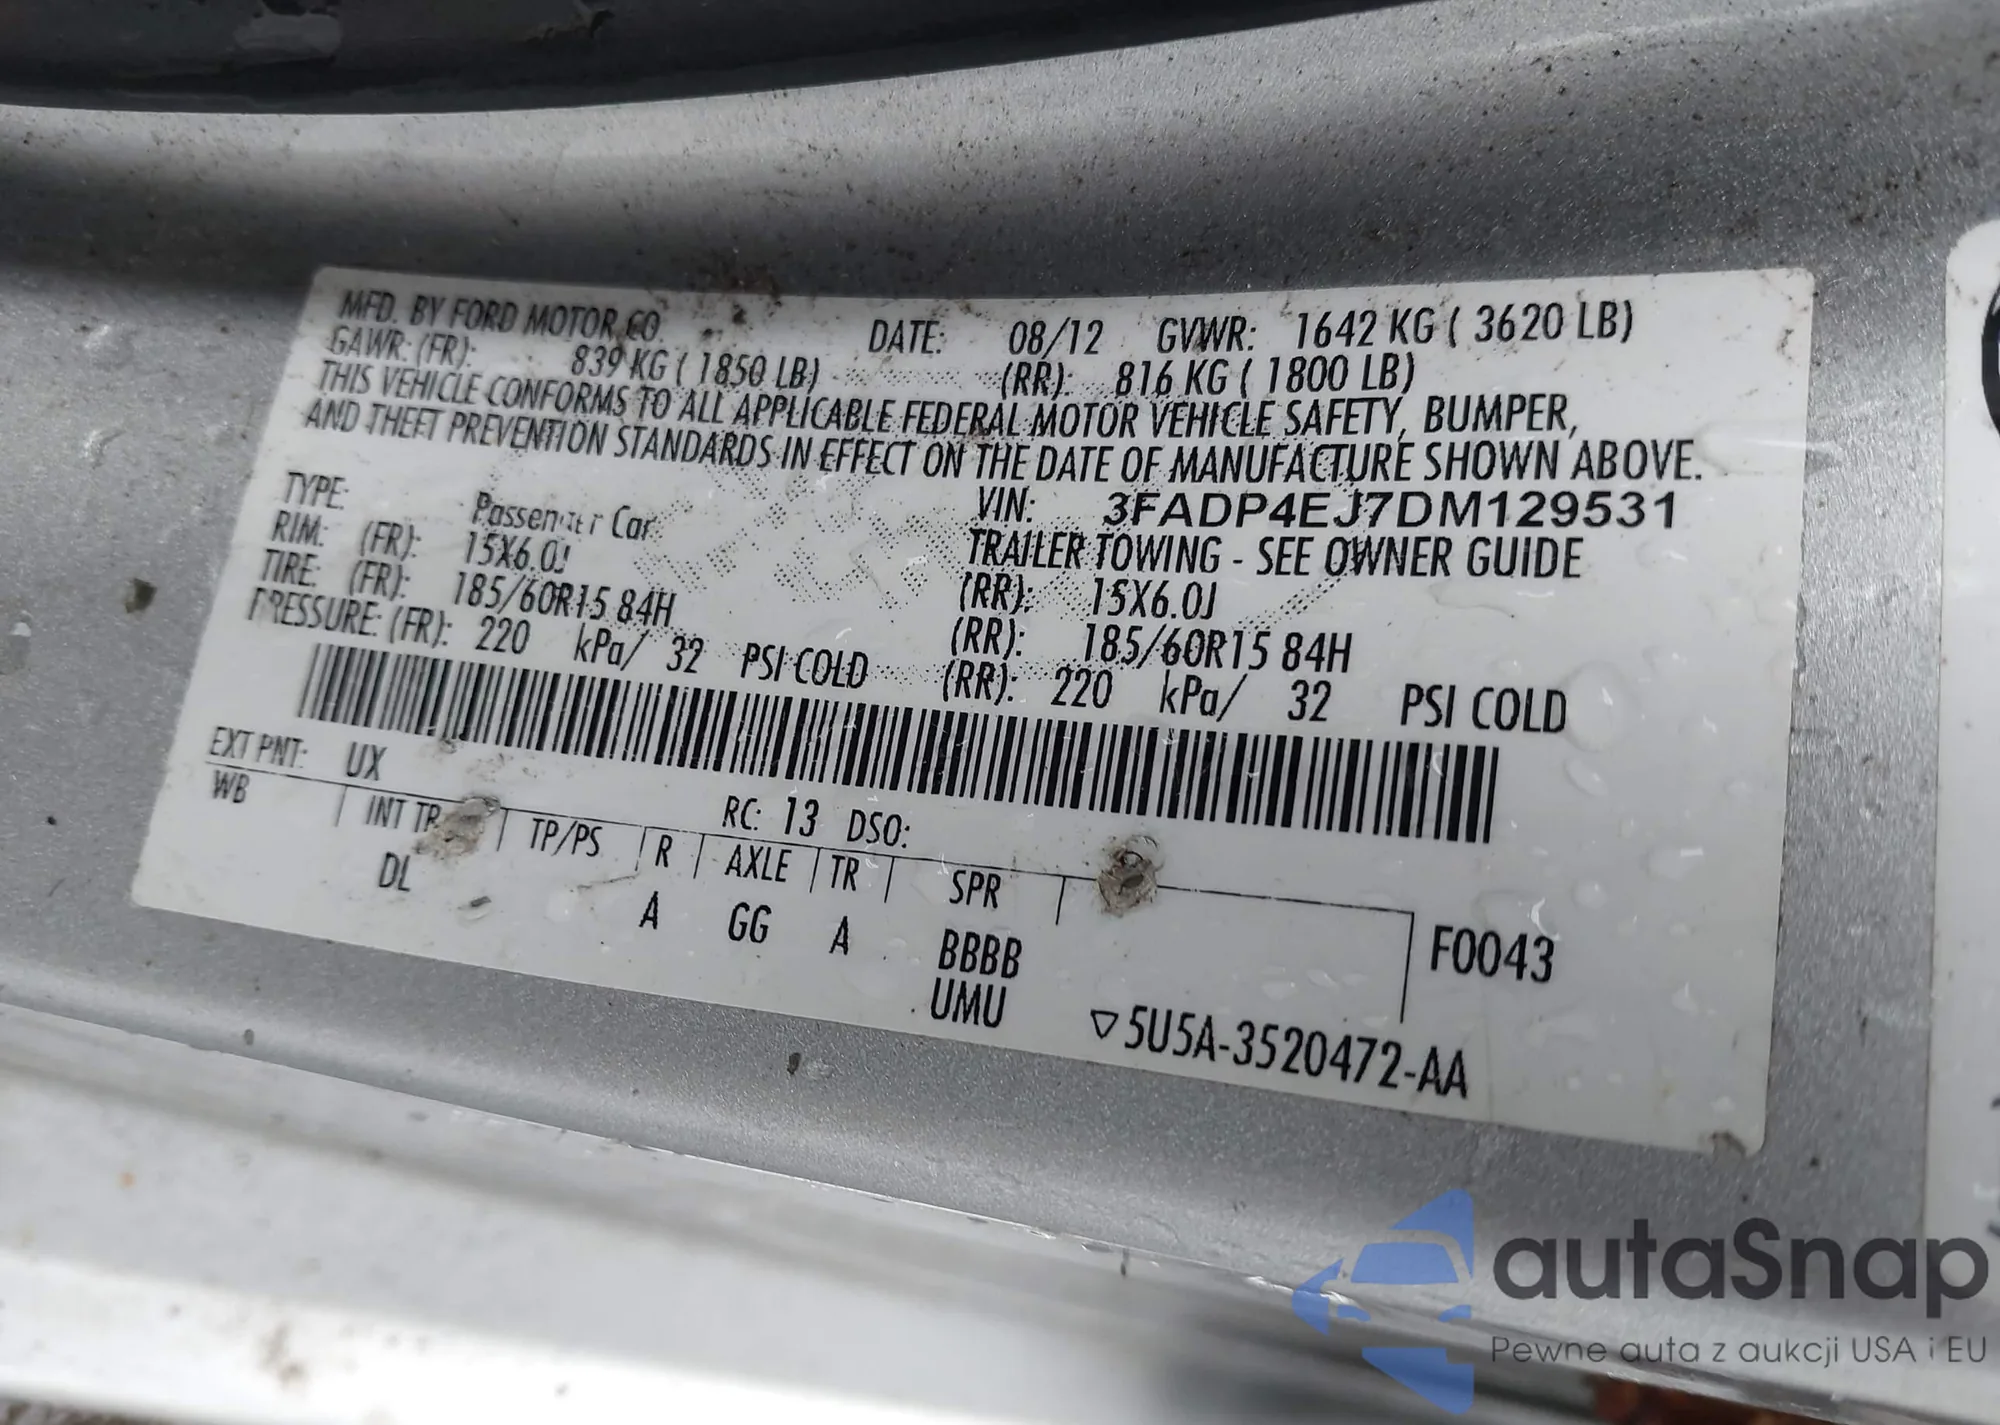 MFD. BY FORD MOTOR CO. DATE: 08/12 GVWR: 1642 KG ( 3620 LB)
GAWR: (FR): 839 KG ( 1850 LB) (RR): 816 KG ( 1800 LB)
THIS VEHICLE CONFORMS TO ALL APPLICABLE FEDERAL MOTOR VEHICLE SAFETY, BUMPER,
AND THEFT PREVENTION STANDARDS IN EFFECT ON THE DATE OF MANUFACTURE SHOWN ABOVE.
TYPE: Passenger Car VIN: 3FADP4EJ7DM129531
TRAILER TOWING - SEE OWNER GUIDE
RIM: (FR): 15X6.0J (RR): 15X6.0J
TIRE: (FR): 185/60R15 84H (RR): 185/60R15 84H
PRESSURE: (FR): 220 kPa/ 32 PSI COLD (RR): 220 kPa/ 32 PSI COLD
EXT PNT: UX RC: 13 DSO:
WB INT TR TP/PS R AXLE TR SPR
DL A GG A BBBB F0043
UMU
▽5U5A-3520472-AA
autaSnap
Pewne auta z aukcji USA i EU